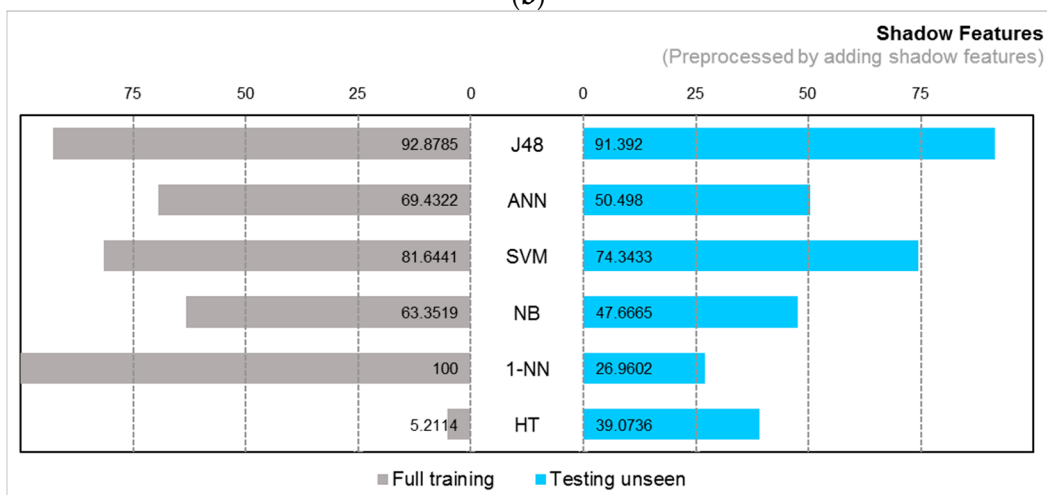 (b)
Shadow Features
(Preprocessed by adding shadow features)
75 50 25 0 0 25 50 75
92.8785 J48 91.392
69.4322 ANN 50.498
81.6441 SVM 74.3433
63.3519 NB 47.6665
100 1-NN 26.9602
5.2114 HT 39.0736
Full training Testing unseen